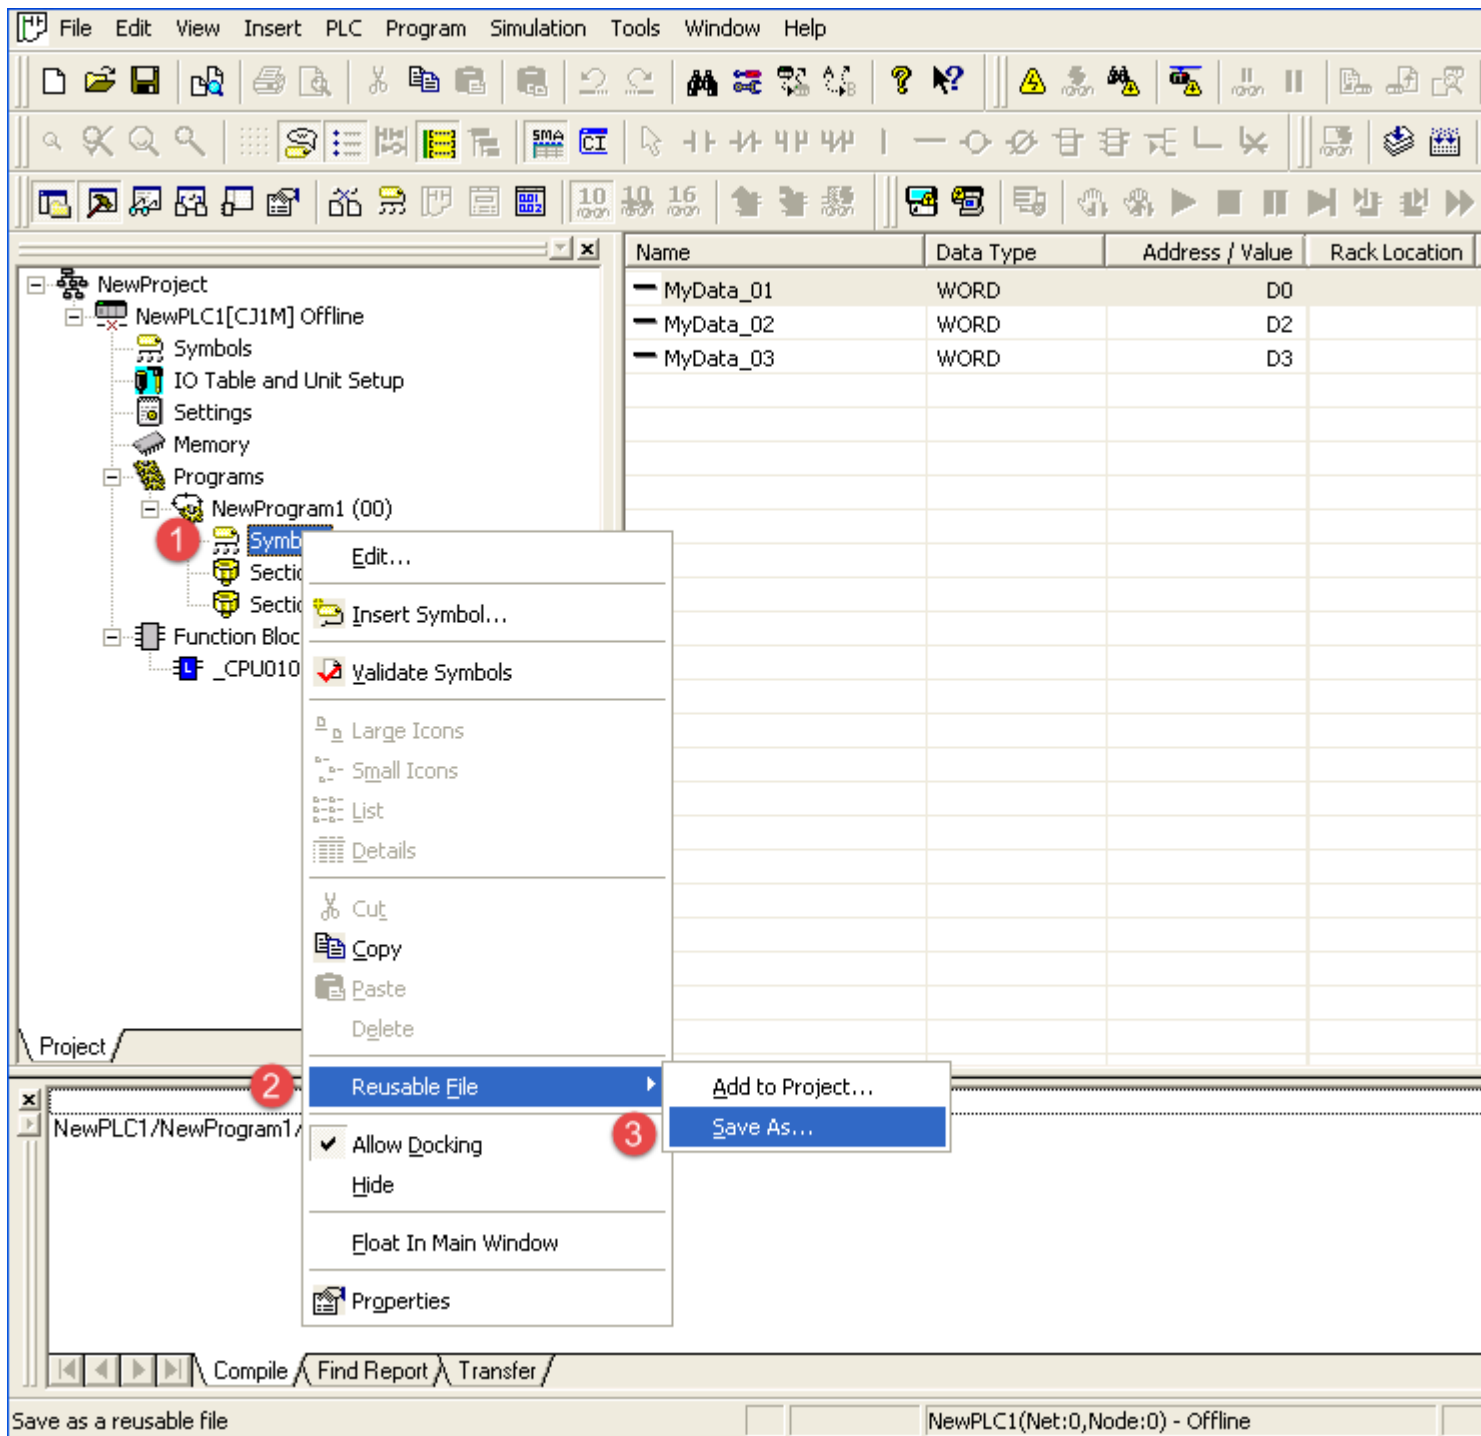 File Edit View Insert PLC Program Simulation Tools Window Help
SMA CI
10 10 16
Name Data Type Address / Value Rack Location
MyData_01 WORD D0
MyData_02 WORD D2
MyData_03 WORD D3
NewProject
NewPLC1[CJ1M] Offline
Symbols
IO Table and Unit Setup
Settings
Memory
Programs
NewProgram1 (00)
1 Symb
Sectio
Sectio
Function Bloc
_CPU010
Edit...
Insert Symbol...
Validate Symbols
Large Icons
Small Icons
List
Details
Cut
Copy
Paste
Delete
2 Reusable File
Allow Docking
Hide
Float In Main Window
Properties
Add to Project...
3 Save As...
Project
NewPLC1/NewProgram1/
Compile Find Report Transfer
Save as a reusable file NewPLC1(Net:0,Node:0) - Offline